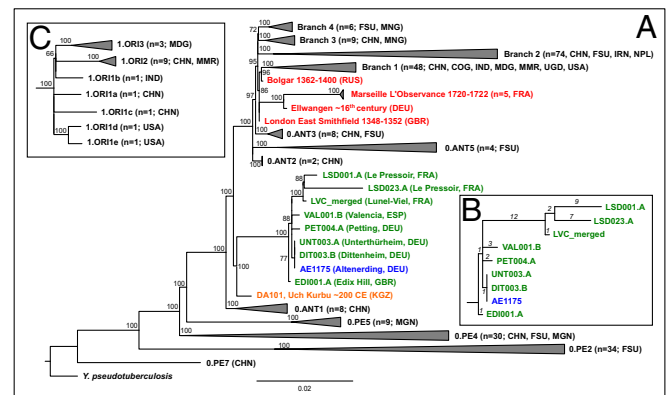 C
1.ORI3 (n=3; MDG)
100
66
1.ORI2 (n=9; CHN, MMR)
100
1.ORI1b (n=1; IND)
100
1.ORI1a (n=1; CHN)
100
1.ORI1c (n=1; CHN)
1.ORI1d (n=1; USA)
100
1.ORI1e (n=1; USA)
A
100
Branch 4 (n=6; FSU, MNG)
72
100
Branch 3 (n=9; CHN, MNG)
100
Branch 2 (n=74, CHN, FSU, IRN, NPL)
95
100
Branch 1 (n=48; CHN, COG, IND, MDG, MMR, UGD, USA)
96
Bolgar 1362-1400 (RUS)
100
Marseille L'Observance 1720-1722 (n=5, FRA)
97
86
100
Ellwangen ~16th century (DEU)
London East Smithfield 1348-1352 (GBR)
100
0.ANT3 (n=8; CHN, FSU)
100
100
0.ANT5 (n=4; FSU)
100
0.ANT2 (n=2; CHN)
100
LSD001.A (Le Pressoir, FRA)
88
LSD023.A (Le Pressoir, FRA)
100
LVC_merged (Lunel-Viel, FRA)
88
VAL001.B (Valencia, ESP)
100
PET004.A (Petting, DEU)
UNT003.A (Unterthürheim, DEU)
DIT003.B (Dittenheim, DEU)
77
AE1175 (Altenerding, DEU)
EDI001.A (Edix Hill, GBR)
100
DA101, Uch Kurbu ~200 CE (KGZ)
100
0.ANT1 (n=8; CHN)
100
100
0.PE5 (n=9; MGN)
100
100
0.PE4 (n=30; CHN, FSU, MGN)
100
0.PE2 (n=34; FSU)
0.PE7 (CHN)
Y. pseudotuberculosis
0.02
B
9
LSD001.A
2
7
LSD023.A
12
1
LVC_merged
3
VAL001.B
2
PET004.A
1
UNT003.A
DIT003.B
1
AE1175
1
EDI001.A